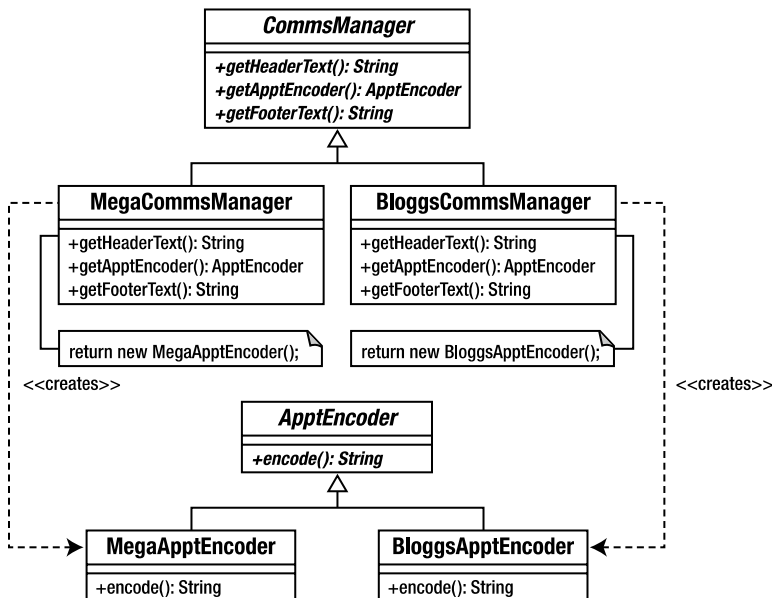 CommsManager
+getHeaderText(): String
+getApptEncoder(): ApptEncoder
+getFooterText(): String
MegaCommsManager
+getHeaderText(): String
+getApptEncoder(): ApptEncoder
+getFooterText(): String
BloggsCommsManager
+getHeaderText(): String
+getApptEncoder(): ApptEncoder
+getFooterText(): String
return new MegaApptEncoder();
return new BloggsApptEncoder();
<<creates>>
<<creates>>
ApptEncoder
+encode(): String
MegaApptEncoder
+encode(): String
BloggsApptEncoder
+encode(): String